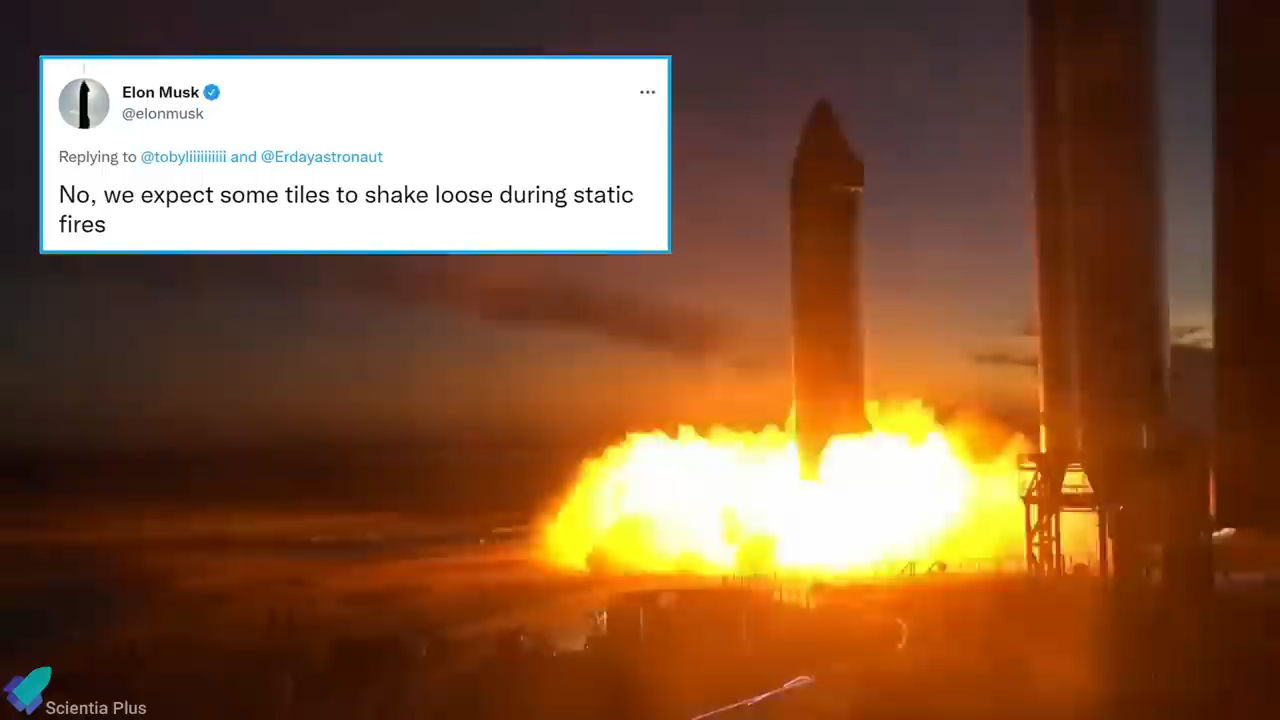 Elon Musk
@elonmusk
Replying to @tobyliiiiiiiiii and @Erdayastronaut
No, we expect some tiles to shake loose during static
fires
Scientia Plus